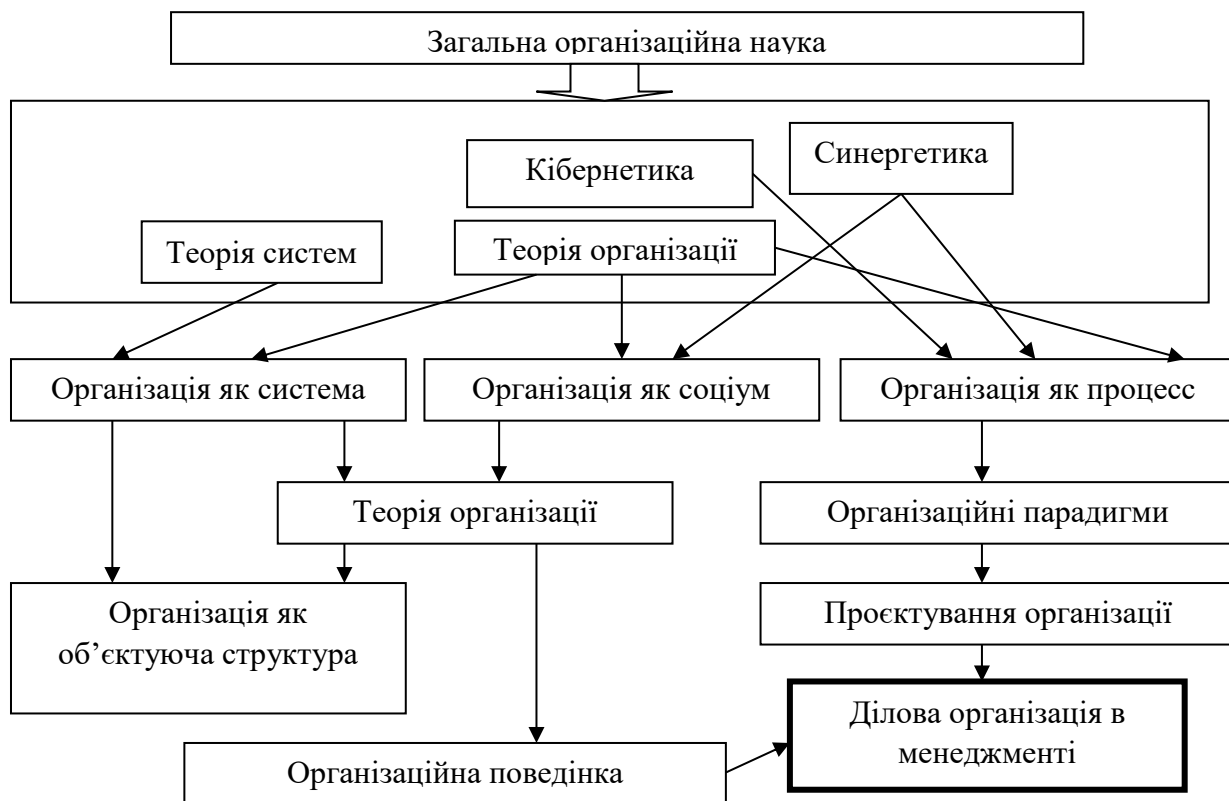 Загальна організаційна наука
Кібернетика
Синергетика
Теорія систем
Теорія організації
Організація як система
Організація як соціум
Організація як процесс
Теорія організації
Організаційні парадигми
Організація як
об’єктуюча структура
Проєктування організації
Ділова організація в
менеджменті
Організаційна поведінка